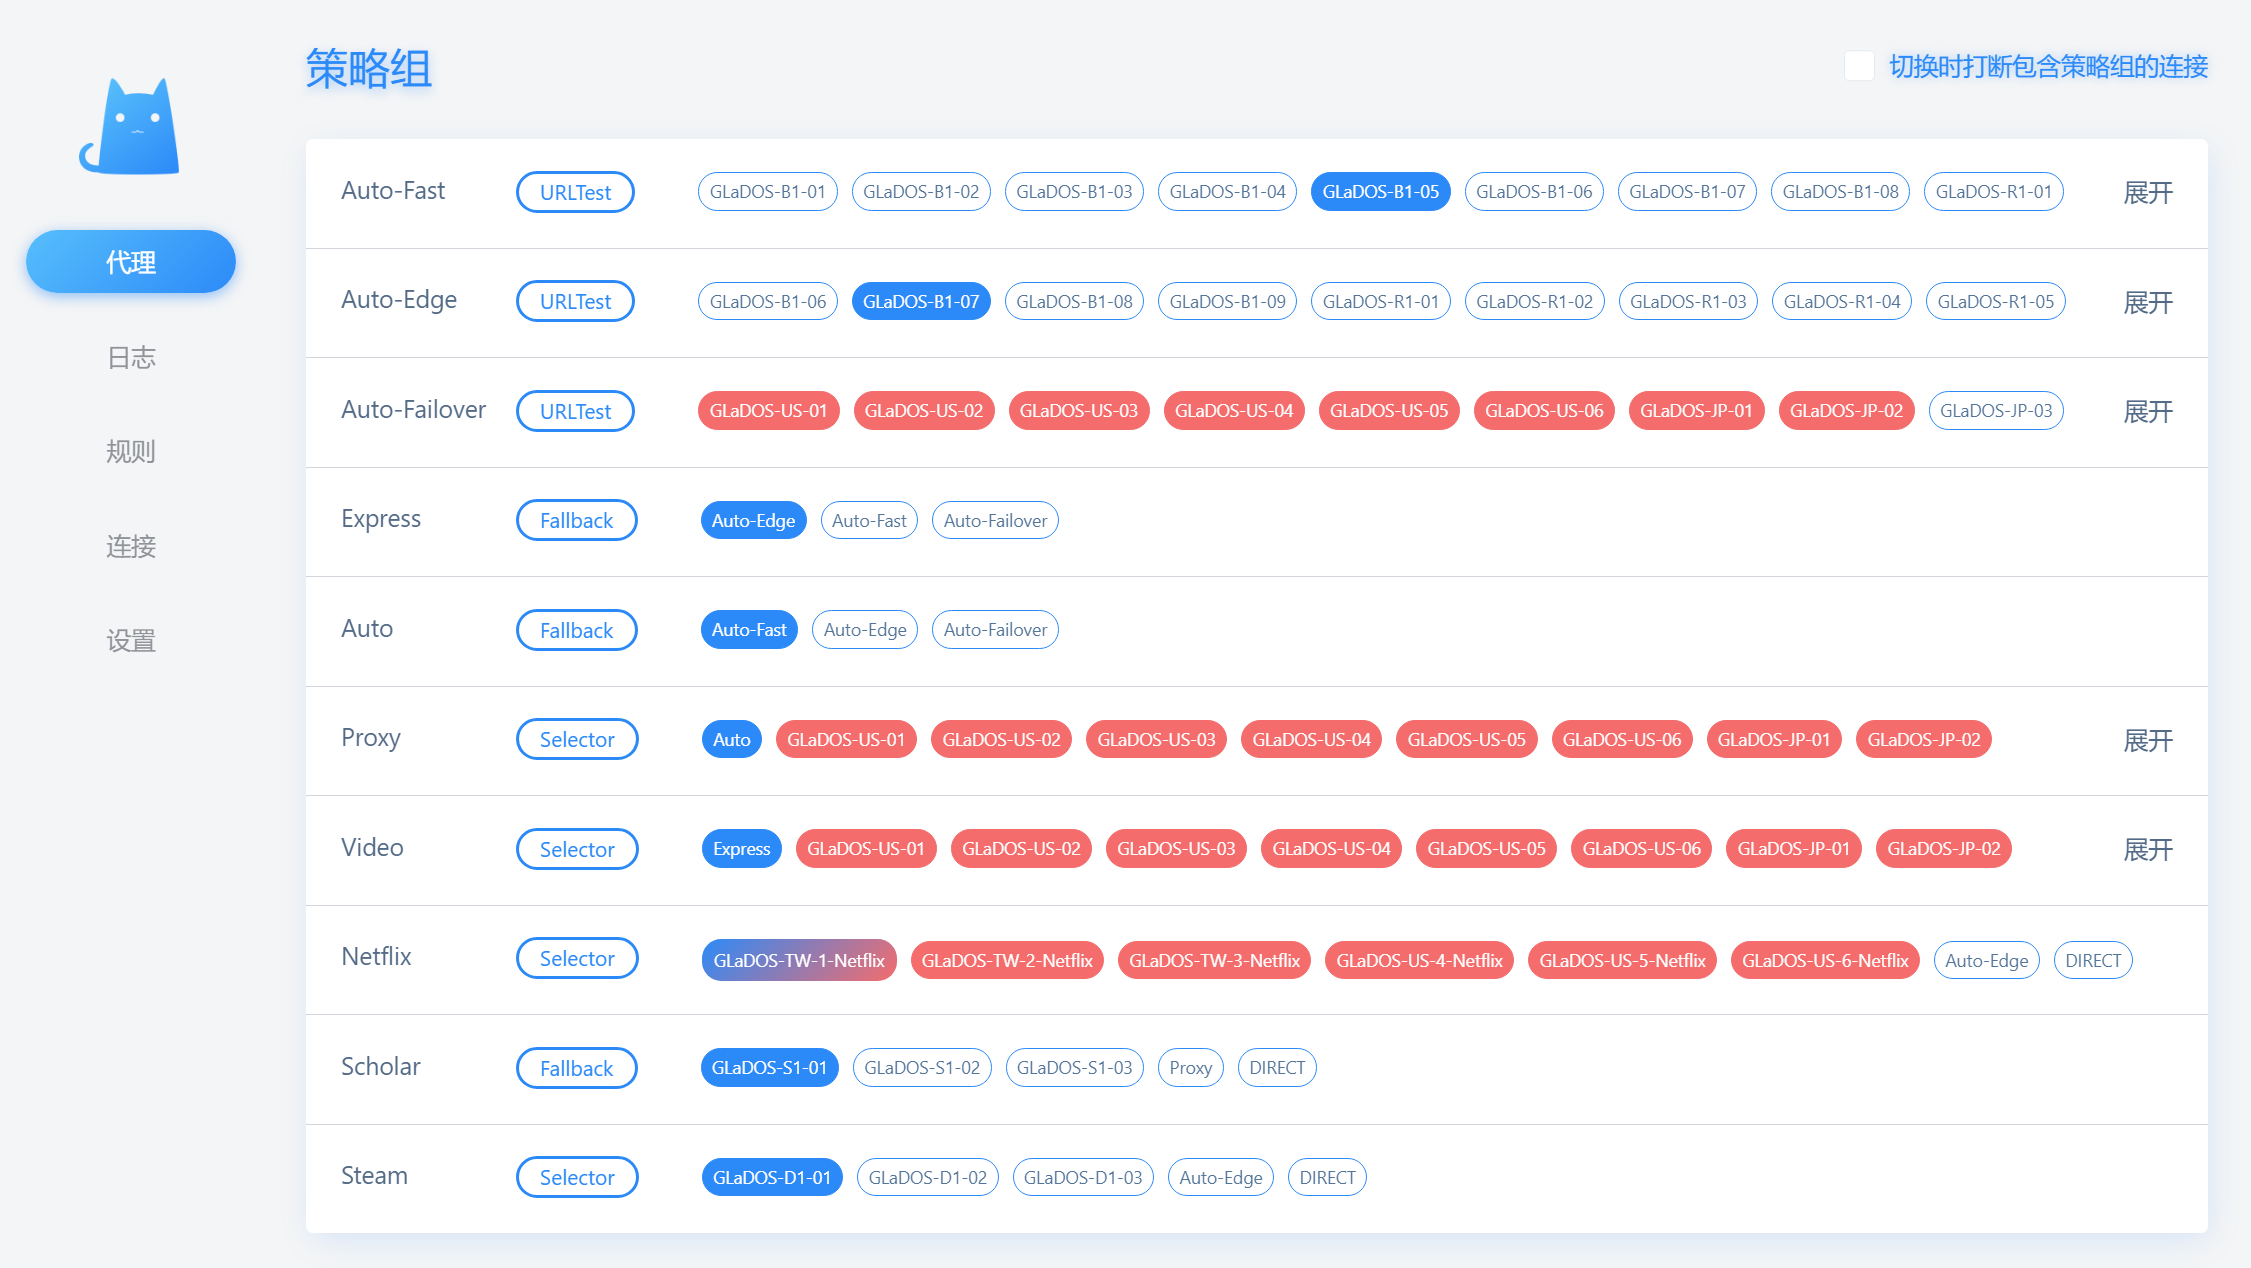 策略组
切换时打断包含策略组的连接
代理
日志
规则
连接
设置
Auto-Fast URLTest GLaDOS-B1-01 GLaDOS-B1-02 GLaDOS-B1-03 GLaDOS-B1-04 GLaDOS-B1-05 GLaDOS-B1-06 GLaDOS-B1-07 GLaDOS-B1-08 GLaDOS-R1-01 展开
Auto-Edge URLTest GLaDOS-B1-06 GLaDOS-B1-07 GLaDOS-B1-08 GLaDOS-B1-09 GLaDOS-R1-01 GLaDOS-R1-02 GLaDOS-R1-03 GLaDOS-R1-04 GLaDOS-R1-05 展开
Auto-Failover URLTest GLaDOS-US-01 GLaDOS-US-02 GLaDOS-US-03 GLaDOS-US-04 GLaDOS-US-05 GLaDOS-US-06 GLaDOS-JP-01 GLaDOS-JP-02 GLaDOS-JP-03 展开
Express Fallback Auto-Edge Auto-Fast Auto-Failover
Auto Fallback Auto-Fast Auto-Edge Auto-Failover
Proxy Selector Auto GLaDOS-US-01 GLaDOS-US-02 GLaDOS-US-03 GLaDOS-US-04 GLaDOS-US-05 GLaDOS-US-06 GLaDOS-JP-01 GLaDOS-JP-02 展开
Video Selector Express GLaDOS-US-01 GLaDOS-US-02 GLaDOS-US-03 GLaDOS-US-04 GLaDOS-US-05 GLaDOS-US-06 GLaDOS-JP-01 GLaDOS-JP-02 展开
Netflix Selector GLaDOS-TW-1-Netflix GLaDOS-TW-2-Netflix GLaDOS-TW-3-Netflix GLaDOS-US-4-Netflix GLaDOS-US-5-Netflix GLaDOS-US-6-Netflix Auto-Edge DIRECT
Scholar Fallback GLaDOS-S1-01 GLaDOS-S1-02 GLaDOS-S1-03 Proxy DIRECT
Steam Selector GLaDOS-D1-01 GLaDOS-D1-02 GLaDOS-D1-03 Auto-Edge DIRECT